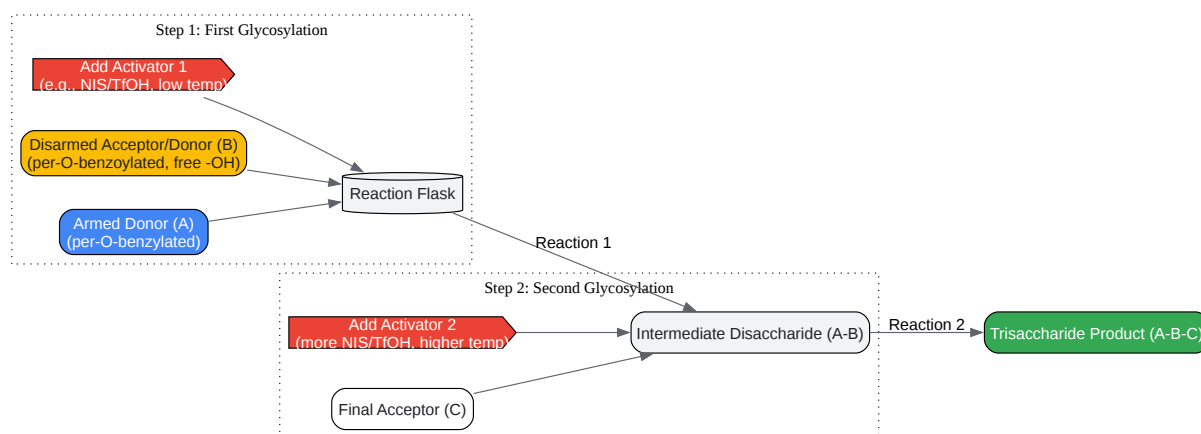 Step 1: First Glycosylation
Add Activator 1
(e.g., NIS/TfOH, low temp)
Disarmed Acceptor/Donor (B)
(per-O-benzoylated, free -OH)
Reaction Flask
Armed Donor (A)
(per-O-benzylated)
Reaction 1
Step 2: Second Glycosylation
Add Activator 2
(more NIS/TfOH, higher temp)
Intermediate Disaccharide (A-B)
Reaction 2
Trisaccharide Product (A-B-C)
Final Acceptor (C)